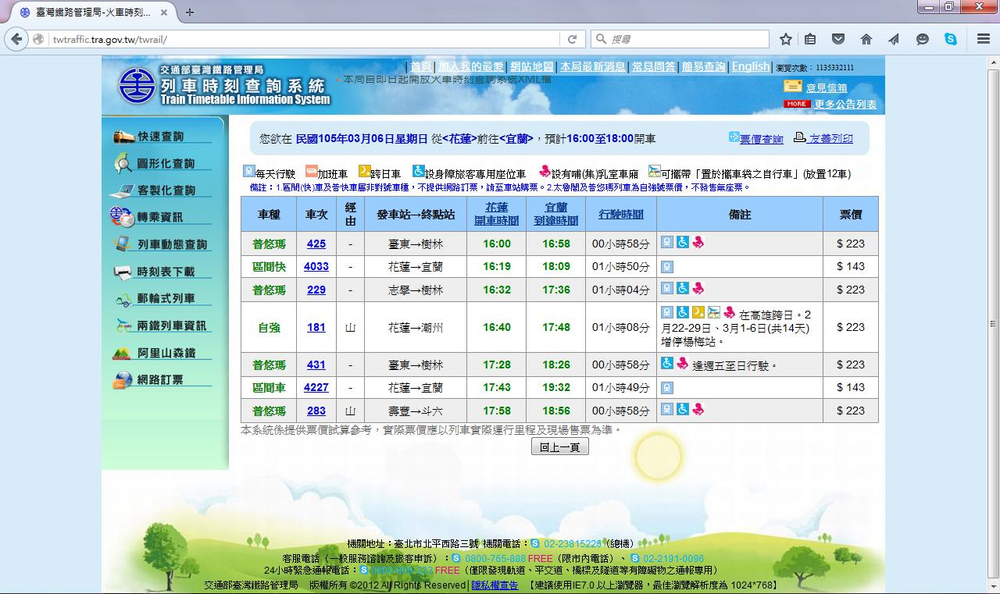 臺灣鐵路管理局-火車時刻...
twtraffic.tra.gov.tw/twrail/
搜尋
交通部臺灣鐵路管理局
列車時刻查詢系統
Train Timetable Information System
| 首頁 | 加入我的最愛 | 網站地圖 | 本局最新消息 | 常見問答 | 簡易查詢 | English | 瀏覽次數： 1135332111
本局自即日起開放火車時刻查詢系統XML檔
意見信箱
MORE 更多公告列表
快速查詢
圖形化查詢
客製化查詢
轉乘資訊
列車動態查詢
時刻表下載
郵輪式列車
兩鐵列車資訊
阿里山森鐵
網路訂票
您欲在 民國105年03月06日星期日 從<花蓮>前往<宜蘭>，預計16:00至18:00開車
票價查詢 友善列印
每天行駛 加班車 跨日車 設身障旅客專用座位車 設有哺(集)乳室車廂 可攜帶「置於攜車袋之自行車」(放置12車)
備註：1.區間(快)車及普快車屬非對號車種，不提供網路訂票，請至車站購票。2.太魯閣及普悠瑪列車為自強號票價，不發售無座票。
車種 車次 經由 發車站→終點站 花蓮開車時間 宜蘭到達時間 行駛時間 備註 票價
普悠瑪 425 - 臺東→樹林 16:00 16:58 00小時58分 $ 223
區間快 4033 - 花蓮→宜蘭 16:19 18:09 01小時50分 $ 143
普悠瑪 229 - 志學→樹林 16:32 17:36 01小時04分 $ 223
自強 181 山 花蓮→潮州 16:40 17:48 01小時08分 在高雄跨日。2月22-29日、3月1-6日(共14天)增停楊梅站。 $ 223
普悠瑪 431 - 臺東→樹林 17:28 18:26 00小時58分 逢週五至日行駛。 $ 223
區間車 4227 - 花蓮→宜蘭 17:43 19:32 01小時49分 $ 143
普悠瑪 283 山 壽豐→斗六 17:58 18:56 00小時58分 $ 223
本系統係提供票價試算參考，實際票價應以列車實際運行里程及現場售票為準。
回上一頁
機關地址：臺北市北平西路三號 機關電話： 02-23815226（總機）
客服電話（一般服務諮詢及旅客申訴）： 0800-765-888 FREE（限市內電話）、 02-2191-0096
24小時緊急通報電話： 0800-800-333 FREE（僅限發現軌道、平交道、橋樑及隧道等有障礙物之通報專用）
交通部臺灣鐵路管理局 版權所有 ©2012 All Rights Reserved | 隱私權宣告 【建議使用IE7.0 以上瀏覽器，最佳瀏覽解析度為 1024*768】